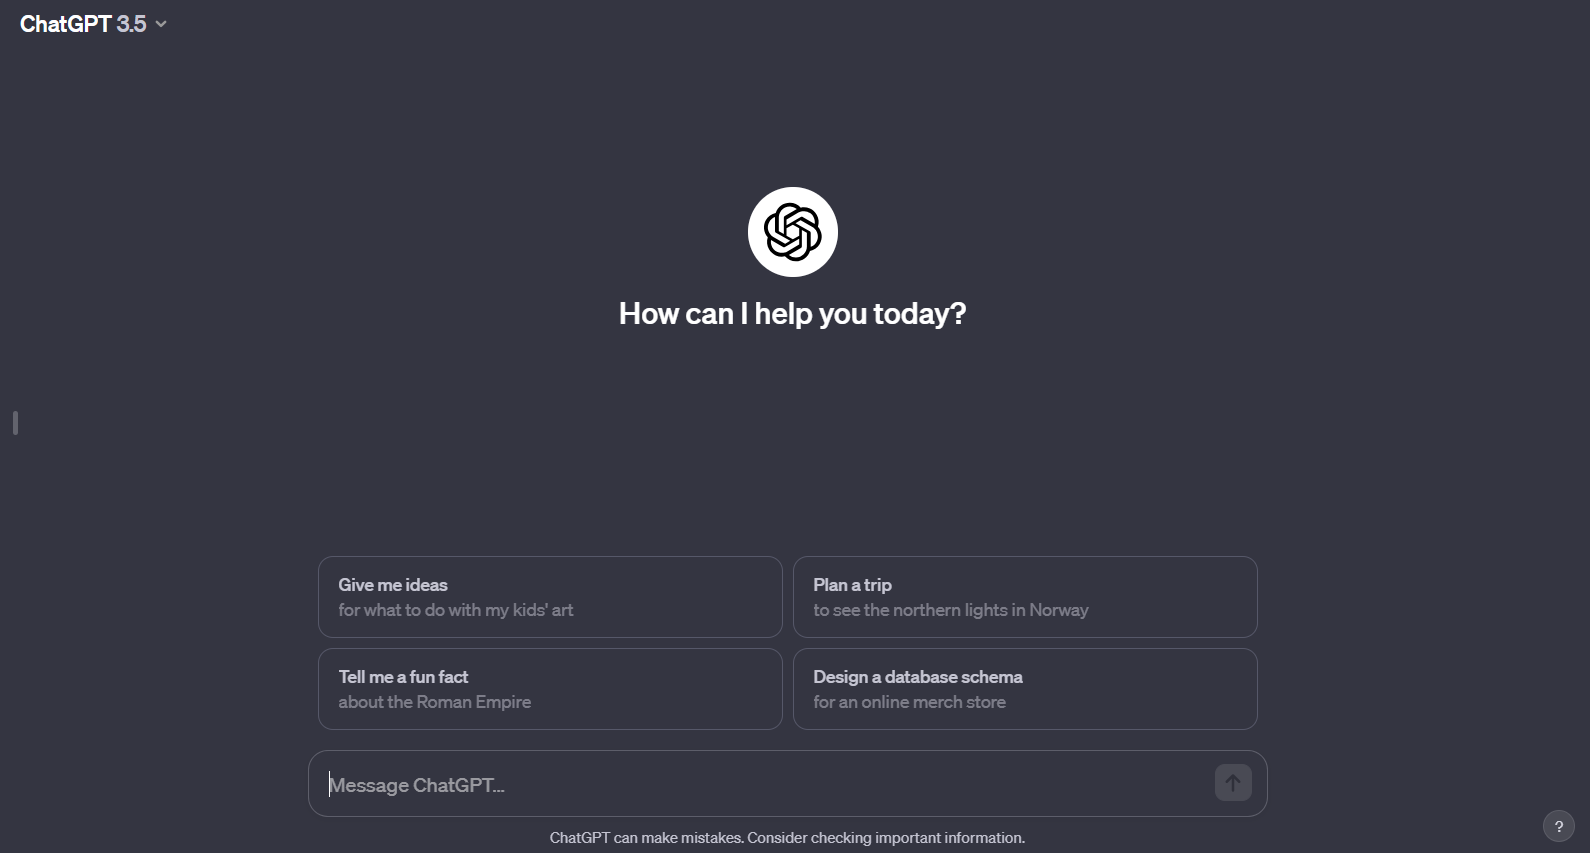 ChatGPT 3.5
How can I help you today?
Give me ideas
for what to do with my kids' art
Plan a trip
to see the northern lights in Norway
Tell me a fun fact
about the Roman Empire
Design a database schema
for an online merch store
Message ChatGPT...
ChatGPT can make mistakes. Consider checking important information.
?